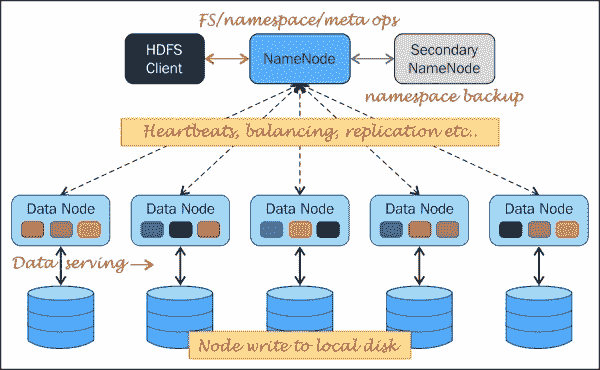 FS/namespace/meta ops
HDFS
Client
NameNode
Secondary
NameNode
namespace backup
Heartbeats, balancing, replication etc..
Data Node
Data Node
Data Node
Data Node
Data Node
Data serving
Node write to local disk